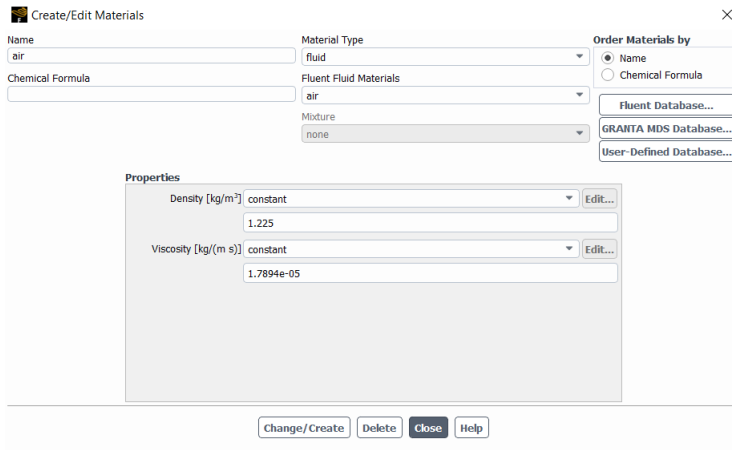 Create/Edit Materials
Name
air
Chemical Formula
Material Type
fluid
Fluent Fluid Materials
air
Mixture
none
Order Materials by
Name
Chemical Formula
Fluent Database...
GRANTA MDS Database...
User-Defined Database...
Properties
Density [kg/m³] constant Edit...
1.225
Viscosity [kg/(m s)] constant Edit...
1.7894e-05
Change/Create Delete Close Help